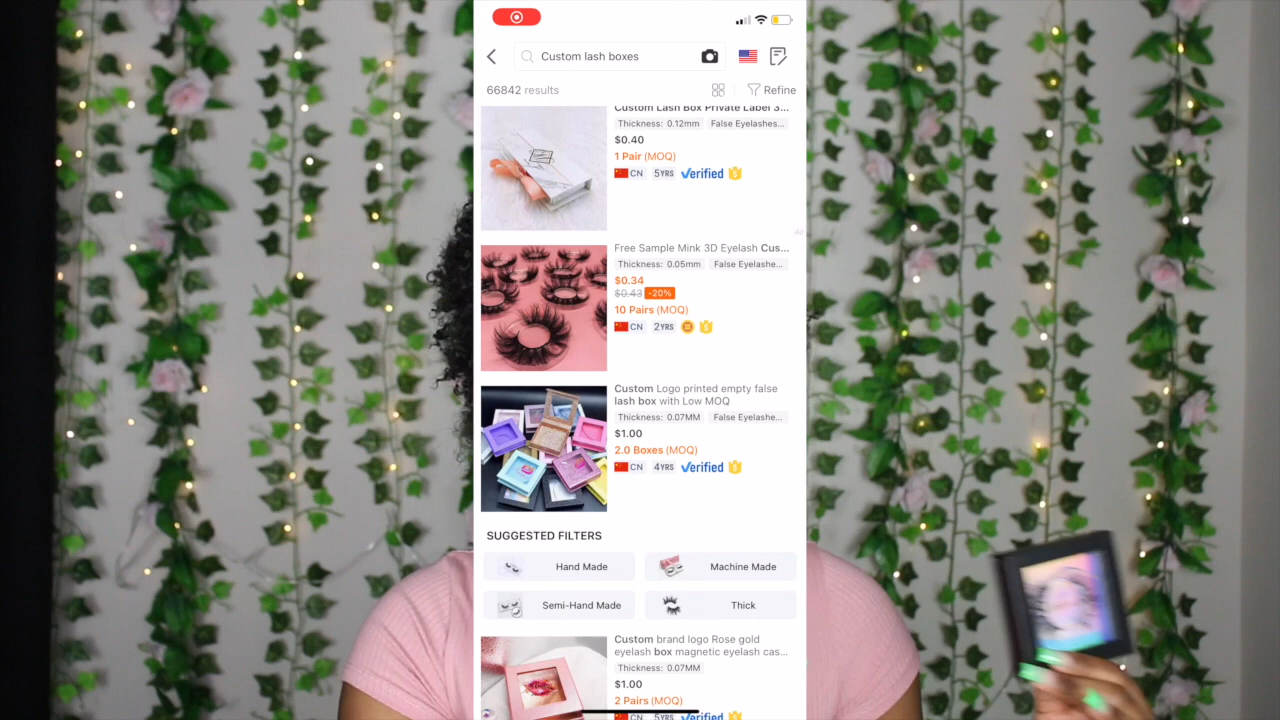 Custom lash boxes
66842 results
Refine
Custom Lash Box Private Label 3...
Thickness: 0.12mm False Eyelashes...
$0.40
1 Pair (MOQ)
CN 5YRS Verified
Free Sample Mink 3D Eyelash Cus...
Thickness: 0.05mm False Eyelashe...
$0.34
$0.43 -20%
10 Pairs (MOQ)
CN 2YRS
Custom Logo printed empty false
lash box with Low MOQ
Thickness: 0.07MM False Eyelashe...
$1.00
2.0 Boxes (MOQ)
CN 4YRS Verified
SUGGESTED FILTERS
Hand Made
Machine Made
Semi-Hand Made
Thick
Custom brand logo Rose gold
eyelash box magnetic eyelash cas...
Thickness: 0.07MM
$1.00
2 Pairs (MOQ)
CN 5YRS Verified